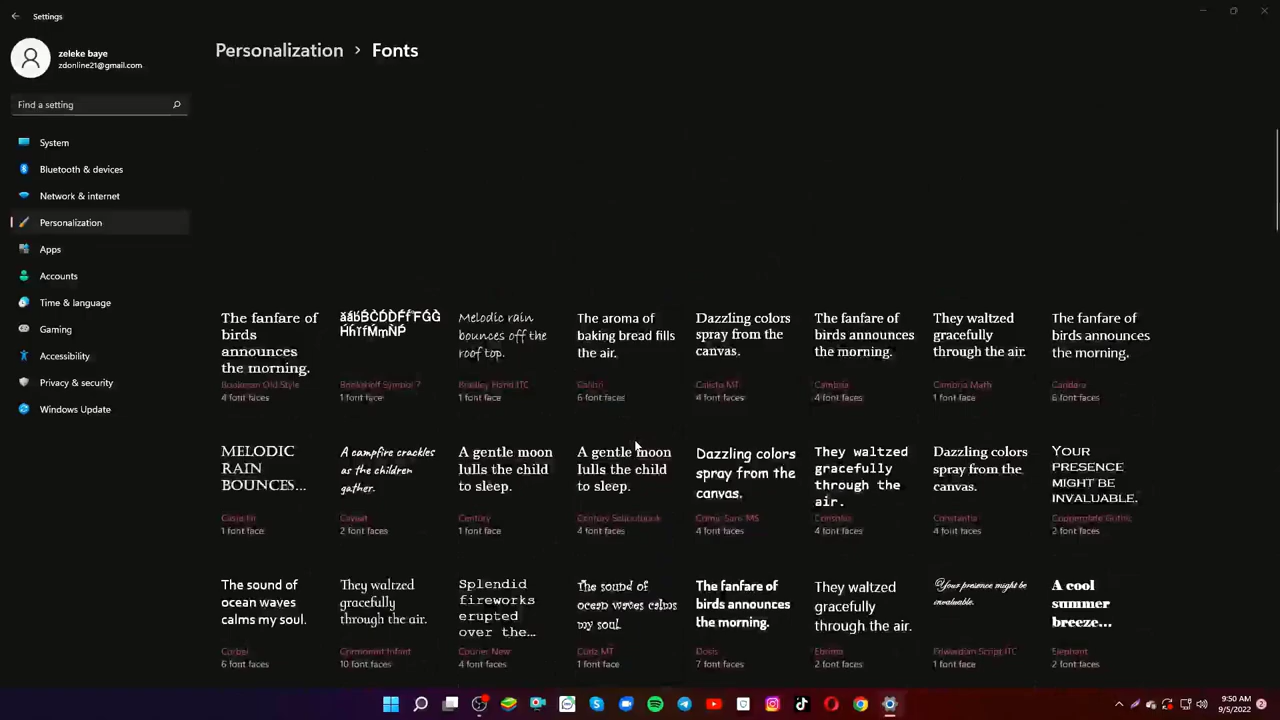 Settings
zeleke baye
zdonline21@gmail.com
Find a setting
System
Bluetooth & devices
Network & internet
Personalization
Apps
Accounts
Time & language
Gaming
Accessibility
Privacy & security
Windows Update
Personalization > Fonts
The fanfare of
birds
announces
the morning.
Bookman Old Style
4 font faces
Bookshelf Symbol 7
1 font face
Melodic rain
bounces off the
roof top.
Bradley Hand ITC
1 font face
The aroma of
baking bread fills
the air.
Calibri
6 font faces
Dazzling colors
spray from the
canvas.
Calisto MT
4 font faces
The fanfare of
birds announces
the morning.
Cambria
4 font faces
They waltzed
gracefully
through the air.
Cambria Math
1 font face
The fanfare of
birds announces
the morning.
Candara
6 font faces
MELODIC
RAIN
BOUNCES...
Castellar
1 font face
A campfire crackles
as the children
gather.
Caveat
2 font faces
A gentle moon
lulls the child
to sleep.
Century
1 font face
A gentle moon
lulls the child
to sleep.
Century Schoolbook
4 font faces
Dazzling colors
spray from the
canvas.
Comic Sans MS
4 font faces
They waltzed
gracefully
through the
air.
Consolas
4 font faces
Dazzling colors
spray from the
canvas.
Constantia
4 font faces
YOUR
PRESENCE
MIGHT BE
INVALUABLE.
Copperplate Gothic
2 font faces
The sound of
ocean waves
calms my soul.
Corbel
6 font faces
They waltzed
gracefully
through the air.
Cormorant Infant
10 font faces
Splendid
fireworks
erupted
over the...
Courier New
4 font faces
The sound of
ocean waves calms
my soul.
Curlz MT
1 font face
The fanfare of
birds announces
the morning.
Dosis
7 font faces
They waltzed
gracefully
through the air.
Ebrima
2 font faces
Your presence might be
invaluable.
Edwardian Script ITC
1 font face
A cool
summer
breeze...
Elephant
2 font faces
9:50 AM
9/5/2022